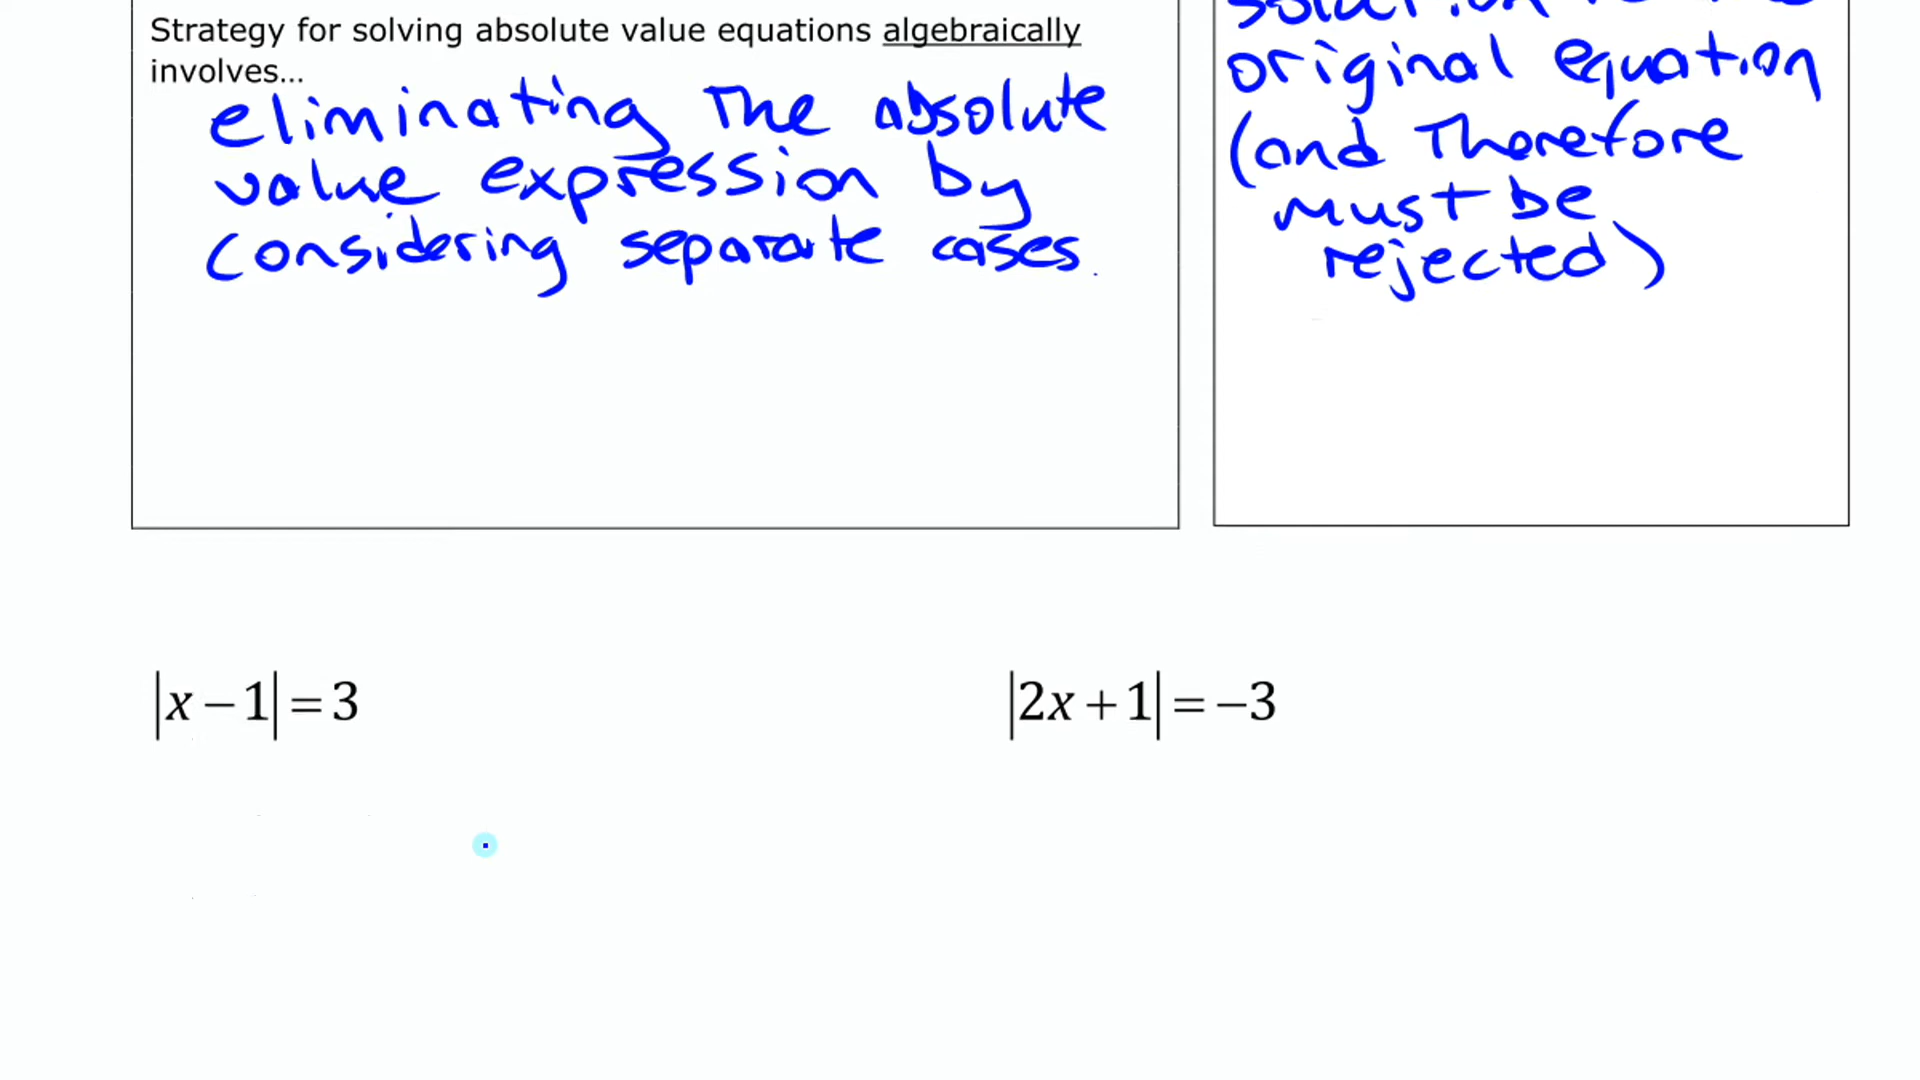 Strategy for solving absolute value equations algebraically
involves...
eliminating the absolute
value expression by
considering separate cases.
original equation
(and therefore
must be
rejected)
|x − 1| = 3
|2x + 1| = −3